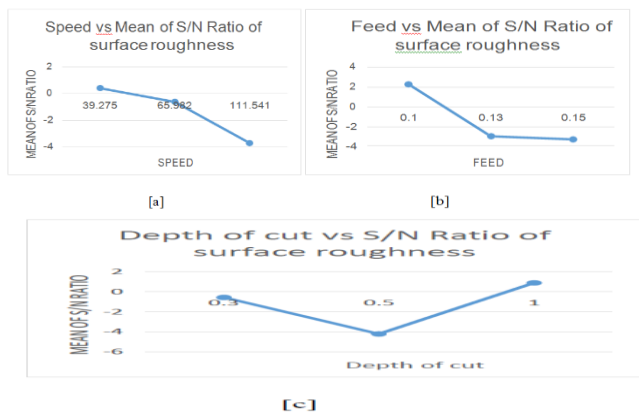 Speed vs Mean of S/N Ratio of
surface roughness
MEAN OF S/N RATIO
2
0
-2
-4
39.275 65.982 111.541
SPEED
[a]
Feed vs Mean of S/N Ratio of
surface roughness
MEAN OF S/N RATIO
4
2
0
-2
-4
0.1 0.13 0.15
FEED
[b]
Depth of cut vs S/N Ratio of
surface roughness
MEAN OF S/N RATIO
2
0
-2
-4
-6
0.3 0.5 1
Depth of cut
[c]